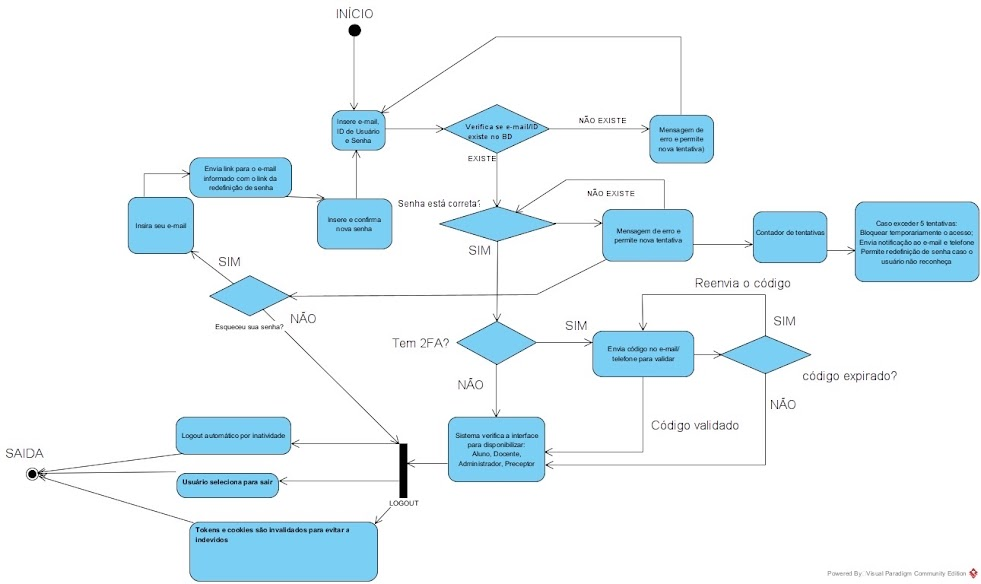 INÍCIO
Insere e-mail,
ID de Usuário
e Senha
Verifica se e-mail/ID
existe no BD
NÃO EXISTE
Mensagem de
erro e permite
nova tentativa)
EXISTE
Envia link para o e-mail
informado com o link da
redefinição de senha
Insira seu e-mail
Insere e confirma
nova senha
Senha está correta?
NÃO EXISTE
Mensagem de erro e
permite nova tentativa
Contador de tentativas
Caso exceder 5 tentativas:
Bloquear temporariamente o acesso;
Envia notificação ao e-mail e telefone
Permite redefinição de senha caso o
usuário não reconheça
SIM
SIM
Esqueceu sua senha?
NÃO
Reenvia o código
Tem 2FA?
SIM
Envia código no e-mail/
telefone para validar
SIM
código expirado?
NÃO
NÃO
Código validado
Sistema verifica a interface
para disponibilizar:
Aluno, Docente,
Administrador, Preceptor
Logout automático por inatividade
SAIDA
Usuário seleciona para sair
LOGOUT
Tokens e cookies são invalidados para evitar a
indevidos
Powered By: Visual Paradigm Community Edition